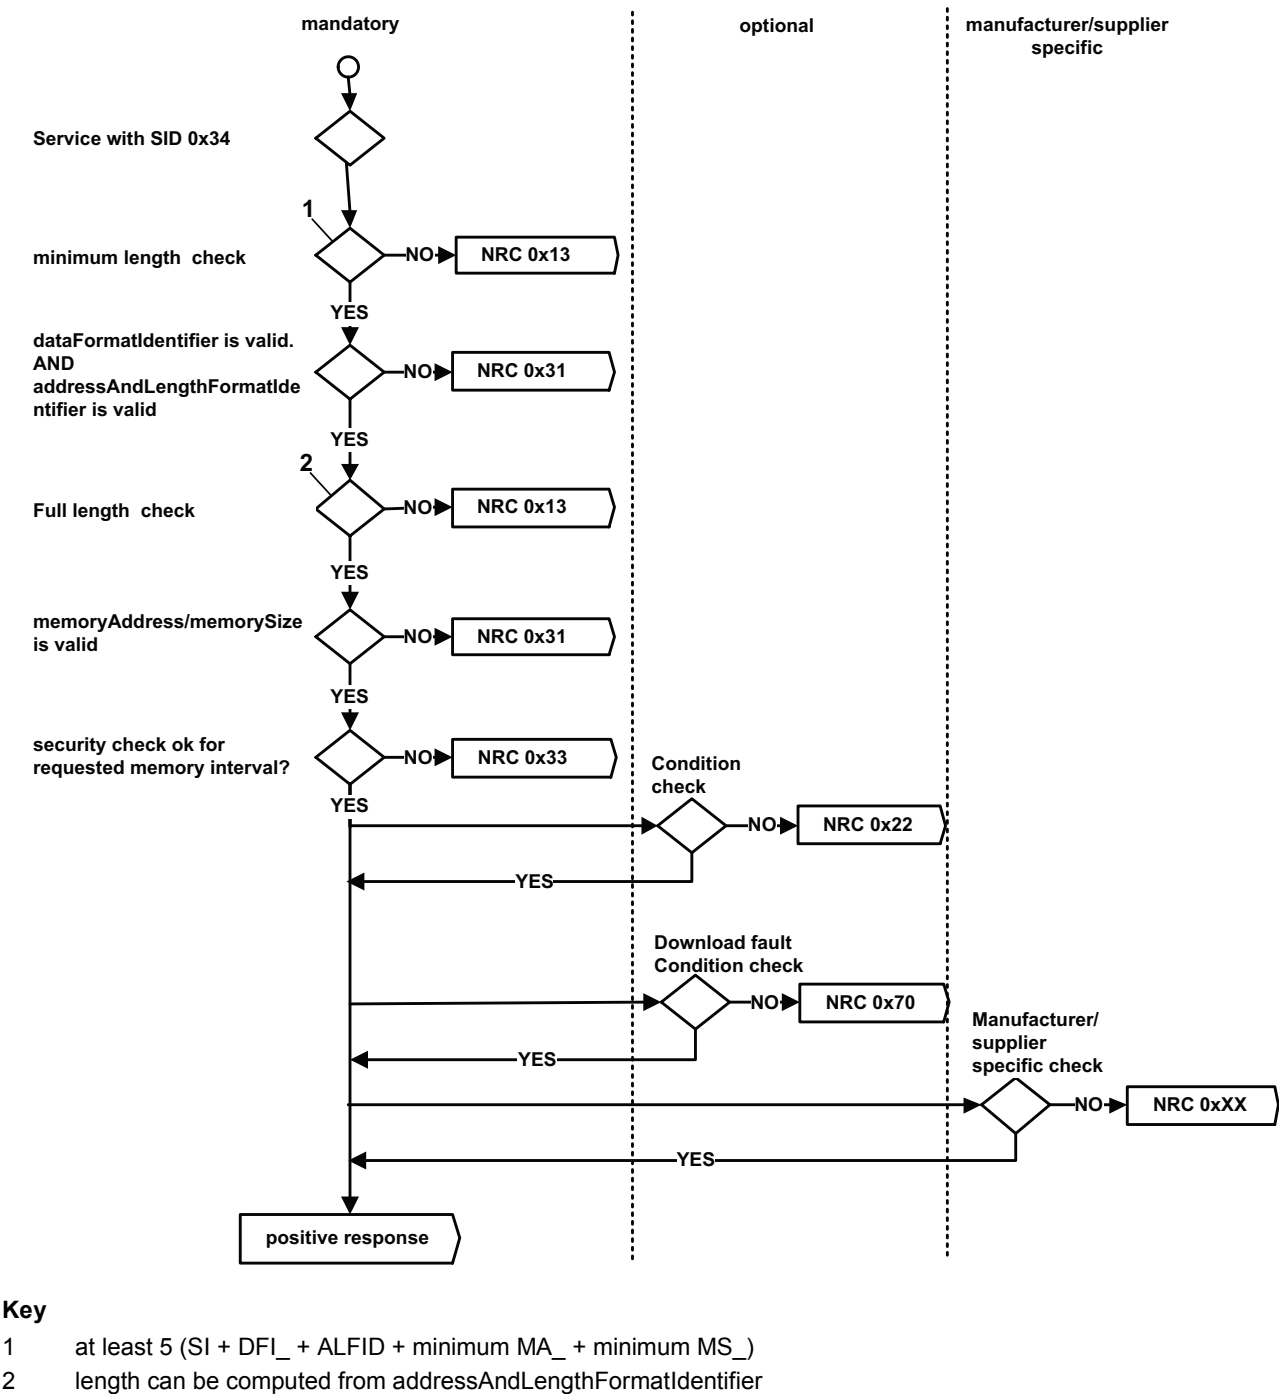 mandatory
optional
manufacturer/supplier
specific
Service with SID 0x34
1
minimum length check
NO
NRC 0x13
YES
dataFormatIdentifier is valid.
AND
addressAndLengthFormatIde
ntifier is valid
NO
NRC 0x31
YES
2
Full length check
NO
NRC 0x13
YES
memoryAddress/memorySize
is valid
NO
NRC 0x31
YES
security check ok for
requested memory interval?
NO
NRC 0x33
YES
Condition
check
NO
NRC 0x22
YES
Download fault
Condition check
NO
NRC 0x70
YES
Manufacturer/
supplier
specific check
NO
NRC 0xXX
YES
positive response
Key
1 at least 5 (SI + DFI_ + ALFID + minimum MA_ + minimum MS_)
2 length can be computed from addressAndLengthFormatIdentifier